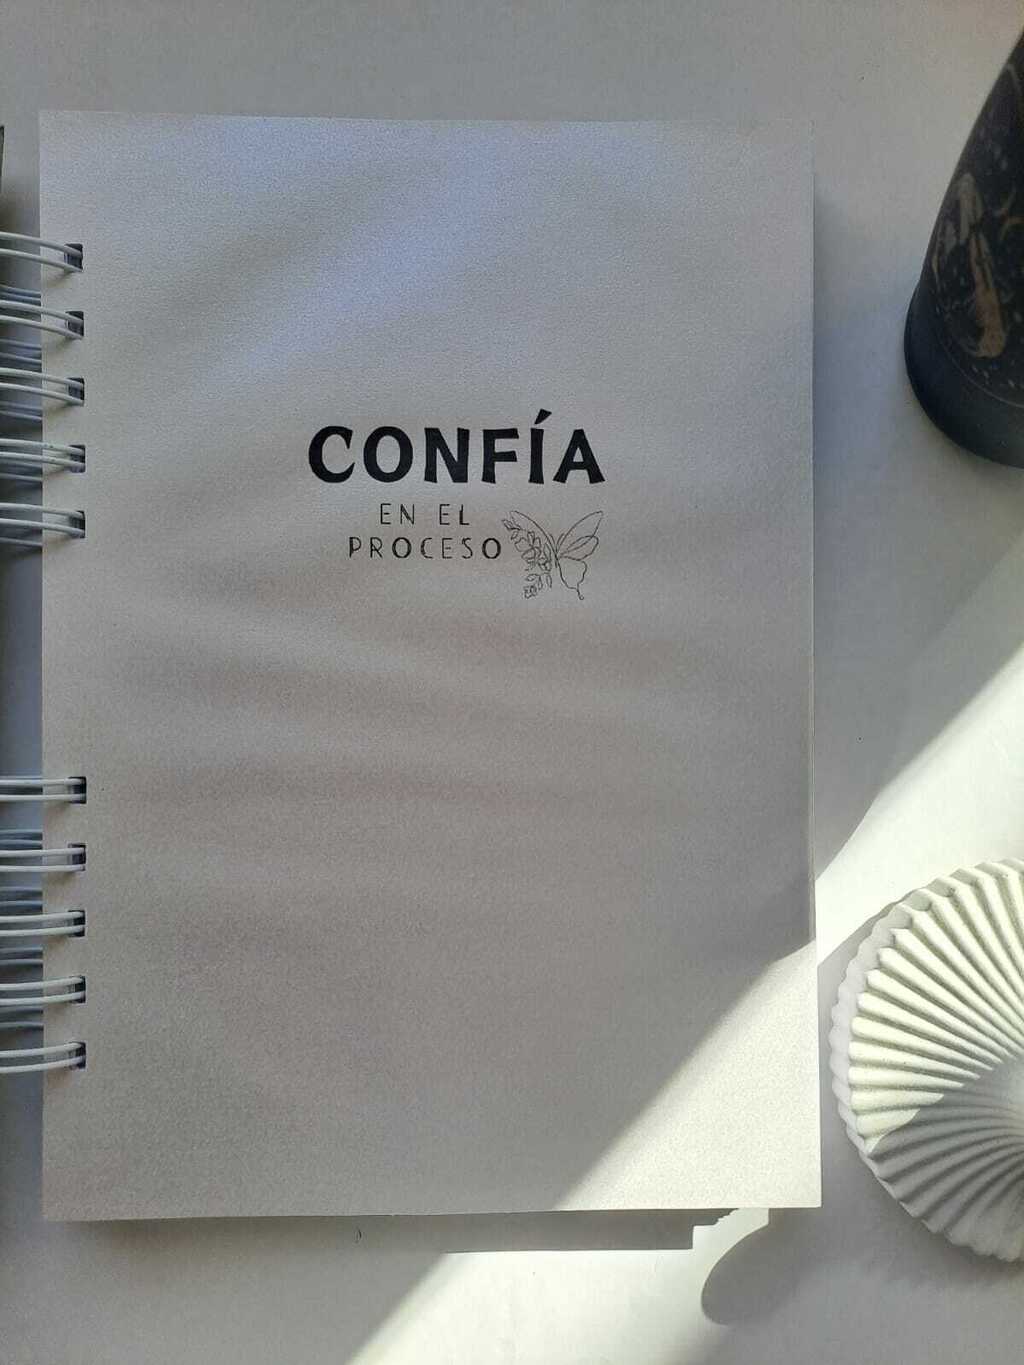 CONFÍA
EN EL
PROCESO